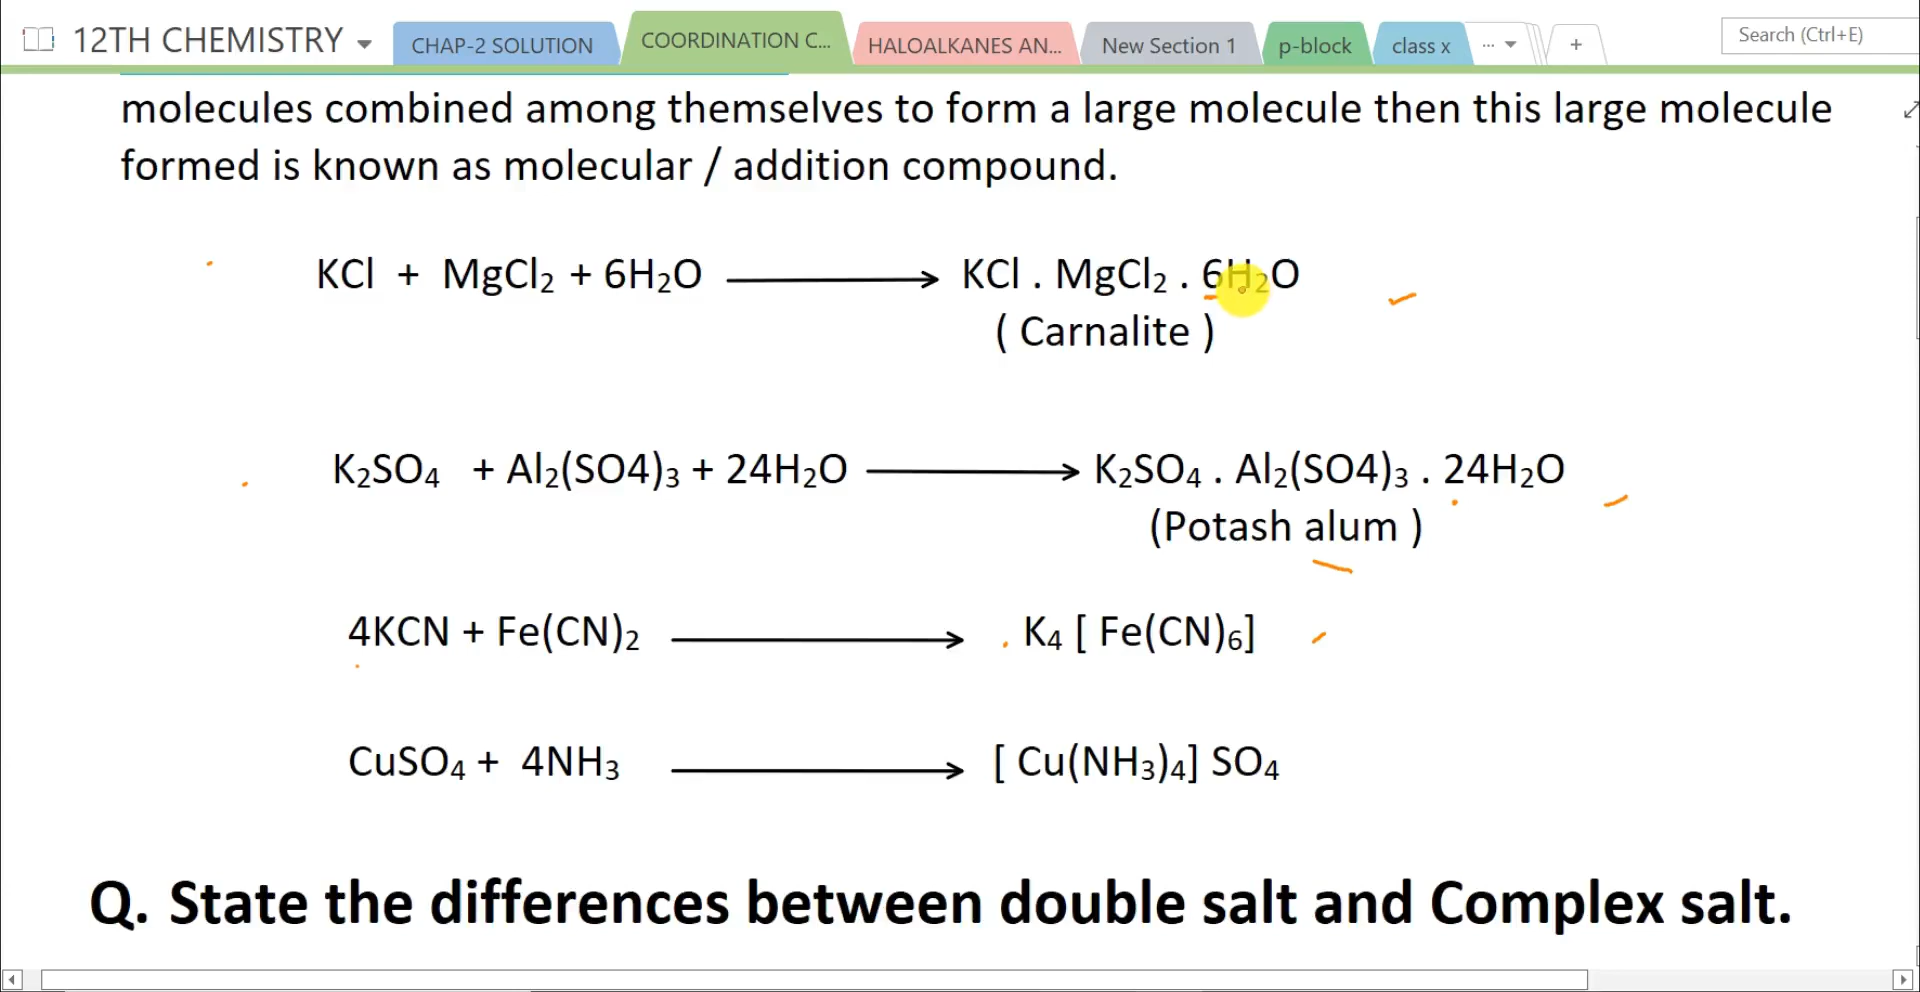 12TH CHEMISTRY
CHAP-2 SOLUTION
COORDINATION C...
HALOALKANES AN...
New Section 1
p-block
class x
...
+
Search (Ctrl+E)
molecules combined among themselves to form a large molecule then this large molecule
formed is known as molecular / addition compound.
KCl + MgCl₂ + 6H₂O ⟶ KCl . MgCl₂ . 6H₂O
( Carnalite )
K₂SO₄ + Al₂(SO4)₃ + 24H₂O ⟶ K₂SO₄ . Al₂(SO4)₃ . 24H₂O
(Potash alum )
4KCN + Fe(CN)₂ ⟶ K₄ [ Fe(CN)₆]
CuSO₄ + 4NH₃ ⟶ [ Cu(NH₃)₄] SO₄
Q. State the differences between double salt and Complex salt.